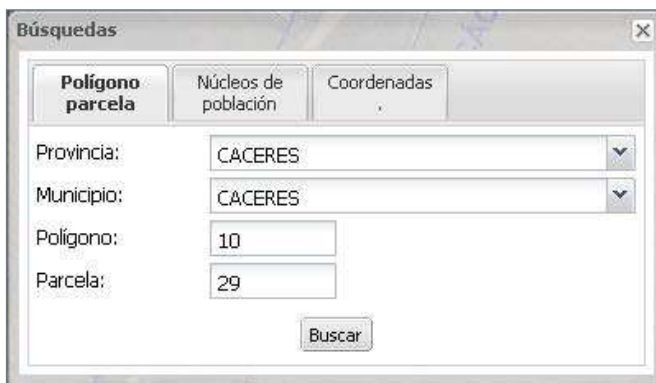 Búsquedas
Polígono parcela
Núcleos de población
Coordenadas
Provincia: CACERES
Municipio: CACERES
Polígono: 10
Parcela: 29
Buscar